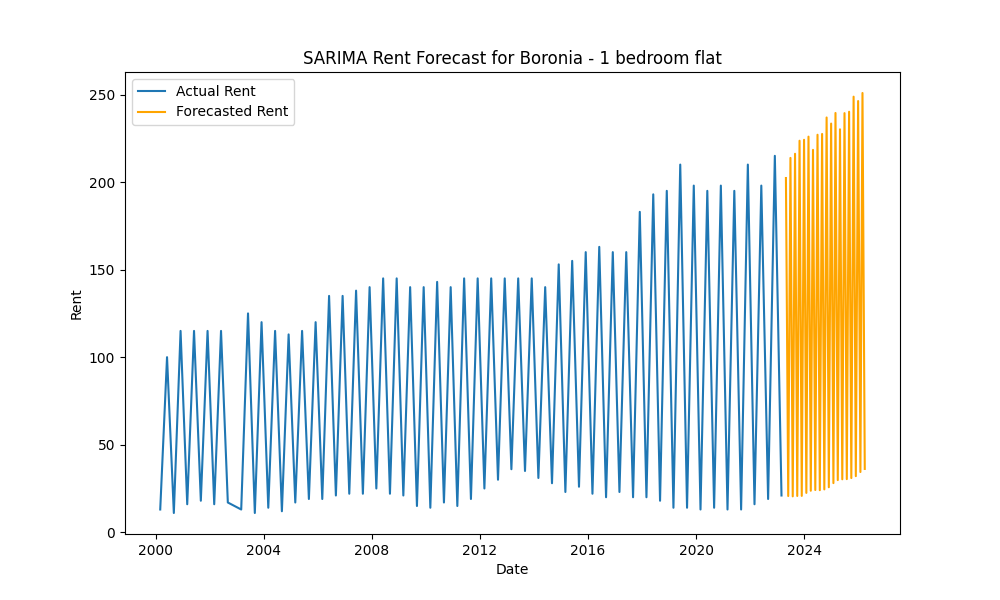 SARIMA Rent Forecast for Boronia - 1 bedroom flat
Actual Rent
Forecasted Rent
250
200
150
100
50
0
Rent
2000 2004 2008 2012 2016 2020 2024
Date